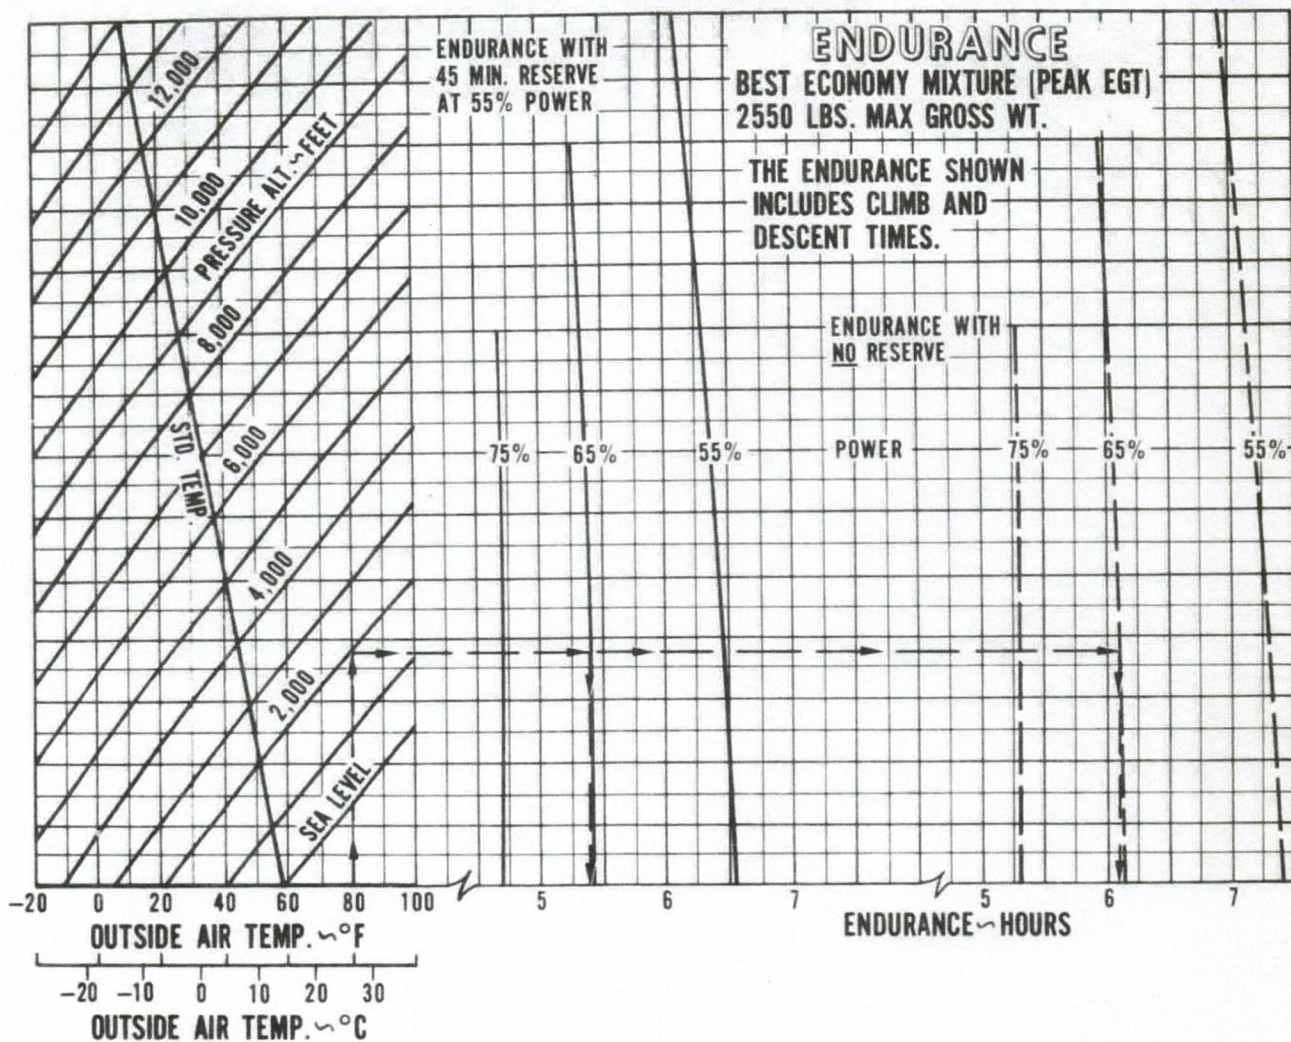 ENDURANCE
BEST ECONOMY MIXTURE (PEAK EGT)
2550 LBS. MAX GROSS WT.
THE ENDURANCE SHOWN
INCLUDES CLIMB AND
DESCENT TIMES.
ENDURANCE WITH
45 MIN. RESERVE
AT 55% POWER
ENDURANCE WITH
NO RESERVE
12,000
10,000
PRESSURE ALT.~FEET
8,000
6,000
4,000
2,000
SEA LEVEL
STD. TEMP.
75% 65% 55% POWER 75% 65% 55%
-20 0 20 40 60 80 100 5 6 7 5 6 7
OUTSIDE AIR TEMP.~°F
ENDURANCE~HOURS
-20 -10 0 10 20 30
OUTSIDE AIR TEMP.~°C